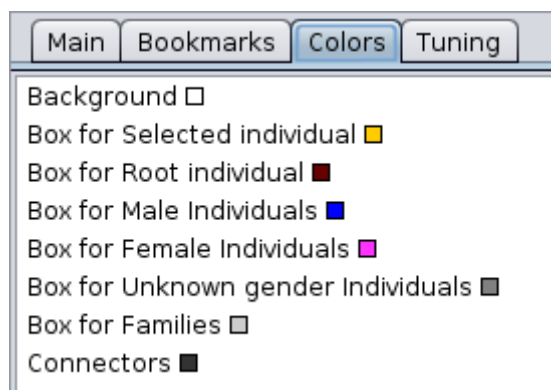 Main Bookmarks Colors Tuning
Background
Box for Selected individual
Box for Root individual
Box for Male Individuals
Box for Female Individuals
Box for Unknown gender Individuals
Box for Families
Connectors